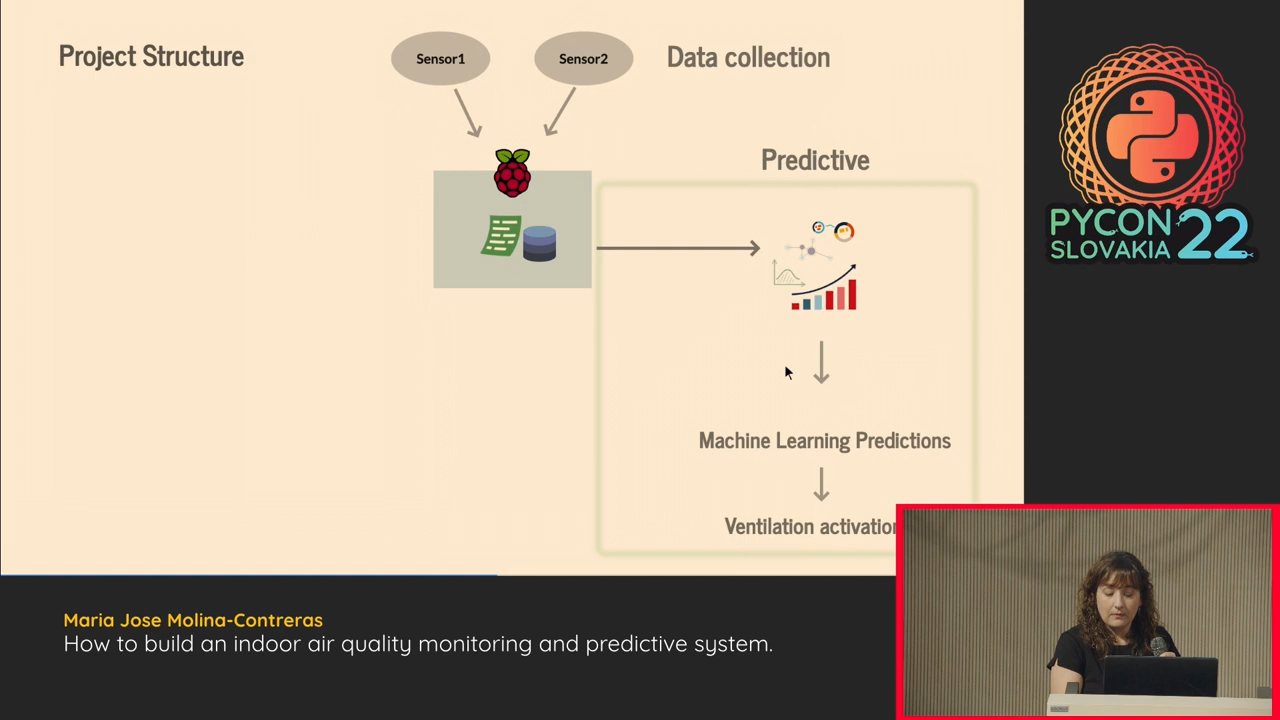 Project Structure
Sensor1
Sensor2
Data collection
Predictive
Machine Learning Predictions
Ventilation activation
PYCON
SLOVAKIA
22
Maria Jose Molina-Contreras
How to build an indoor air quality monitoring and predictive system.